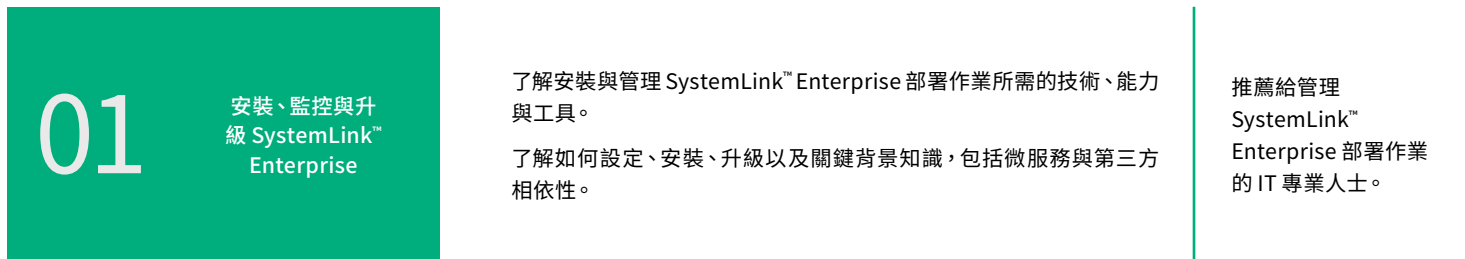 01
安裝、監控與升
級 SystemLink™
Enterprise
了解安裝與管理 SystemLink™ Enterprise 部署作業所需的技術、能力
與工具。
了解如何設定、安裝、升級以及關鍵背景知識，包括微服務與第三方
相依性。
推薦給管理
SystemLink™
Enterprise 部署作業
的 IT 專業人士。